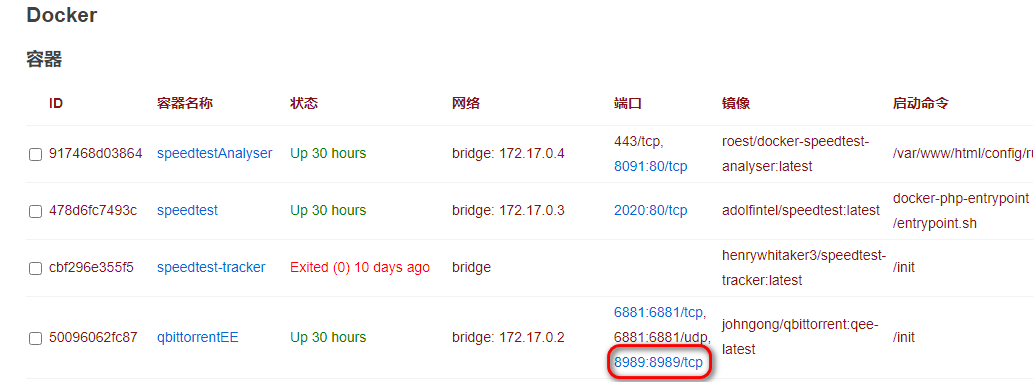 Docker
容器
ID 容器名称 状态 网络 端口 镜像 启动命令
917468d03864 speedtestAnalyser Up 30 hours bridge: 172.17.0.4 443/tcp, 8091:80/tcp roest/docker-speedtest-analyser:latest /var/www/html/config/ru
478d6fc7493c speedtest Up 30 hours bridge: 172.17.0.3 2020:80/tcp adolfintel/speedtest:latest docker-php-entrypoint /entrypoint.sh
cbf296e355f5 speedtest-tracker Exited (0) 10 days ago bridge henrywhitaker3/speedtest-tracker:latest /init
50096062fc87 qbittorrentEE Up 30 hours bridge: 172.17.0.2 6881:6881/tcp, 6881:6881/udp, 8989:8989/tcp johngong/qbittorrent:qee-latest /init